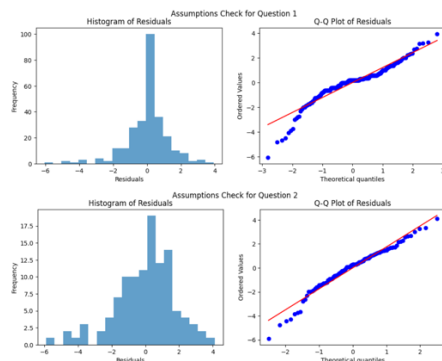 Assumptions Check for Question 1
Histogram of Residuals
Q-Q Plot of Residuals
Frequency
100
80
60
40
20
0
-6 -4 -2 0 2 4
Residuals
Ordered Values
4
2
0
-2
-4
-6
-3 -2 -1 0 1 2 3
Theoretical quantiles
Assumptions Check for Question 2
Histogram of Residuals
Q-Q Plot of Residuals
Frequency
17.5
15.0
12.5
10.0
7.5
5.0
2.5
0.0
-6 -4 -2 0 2 4
Residuals
Ordered Values
4
2
0
-2
-4
-6
-2 -1 0 1 2
Theoretical quantiles